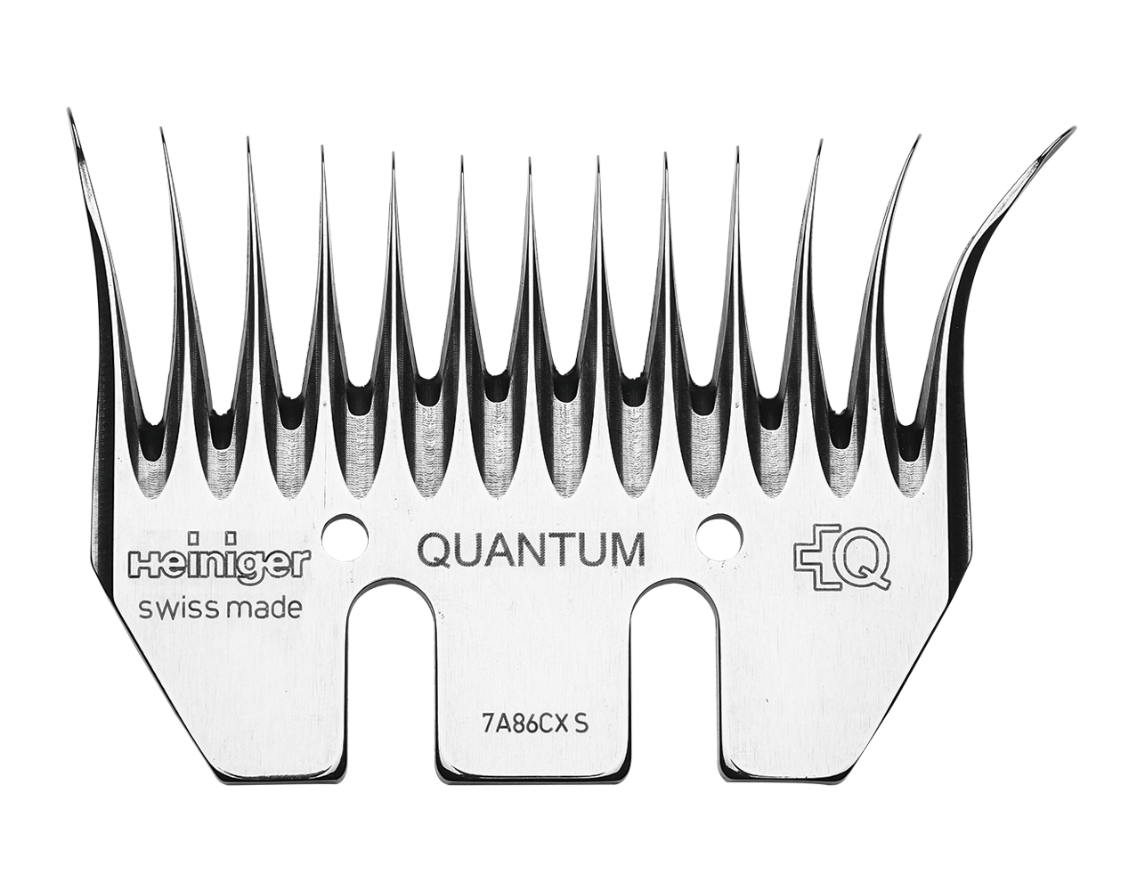 Heiniger
swiss made
QUANTUM
Q
7A86CX S